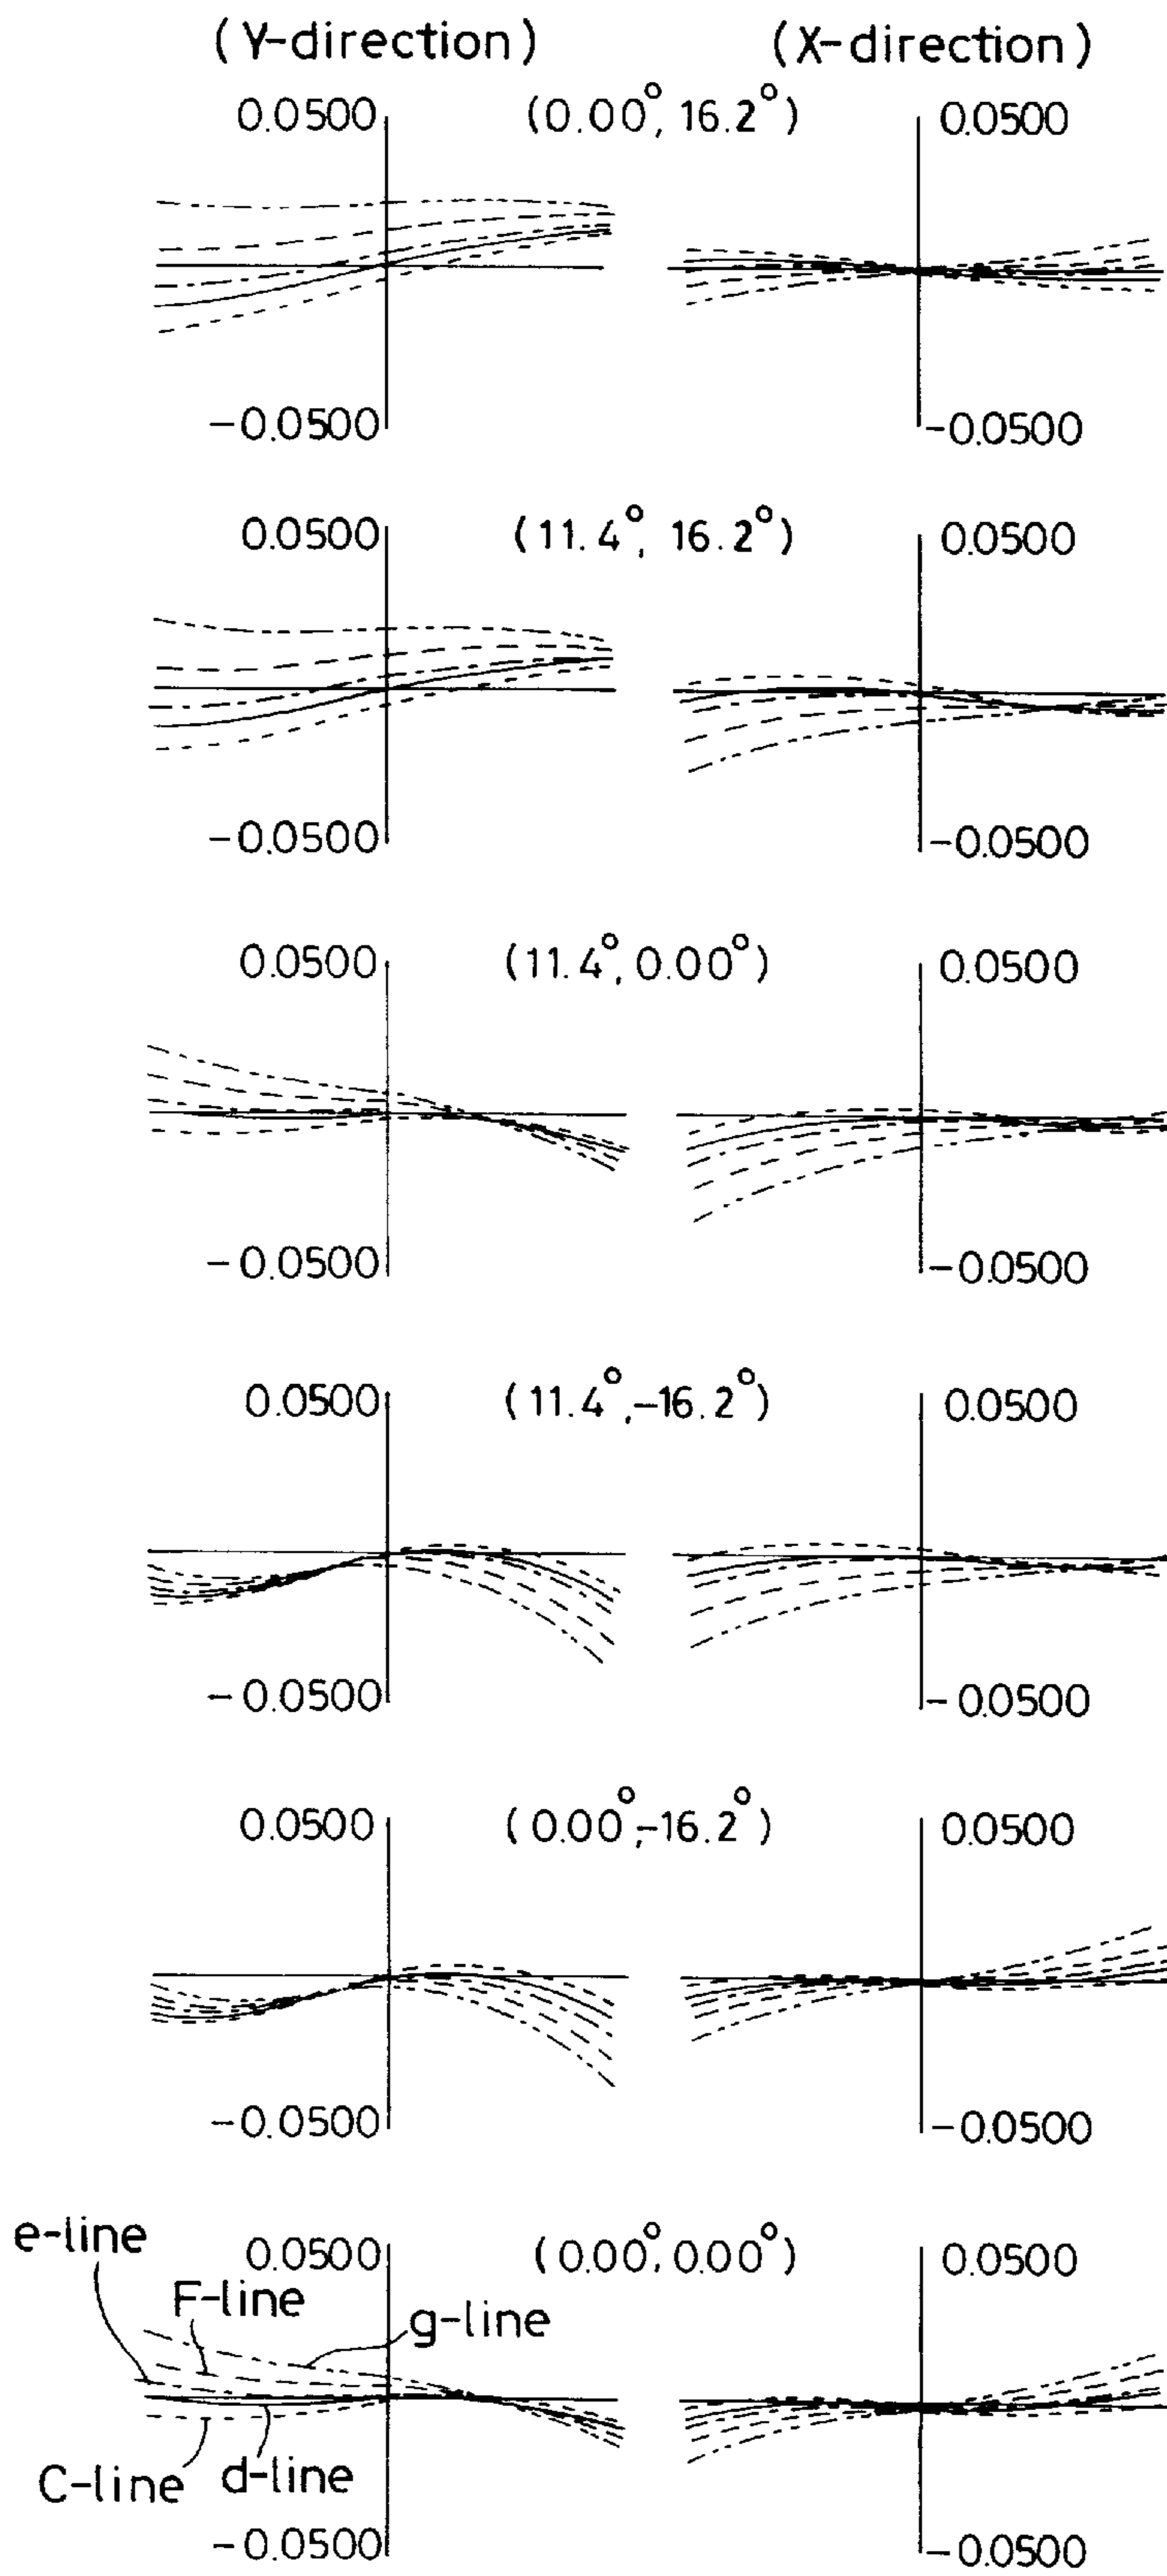 (Y-direction) (X-direction)
0.0500 (0.00°, 16.2°) 0.0500
-0.0500 -0.0500
0.0500 (11.4°, 16.2°) 0.0500
-0.0500 -0.0500
0.0500 (11.4°, 0.00°) 0.0500
-0.0500 -0.0500
0.0500 (11.4°,-16.2°) 0.0500
-0.0500 -0.0500
0.0500 (0.00°,-16.2°) 0.0500
-0.0500 -0.0500
e-line 0.0500 (0.00°, 0.00°) 0.0500
F-line g-line
C-line d-line
-0.0500 -0.0500